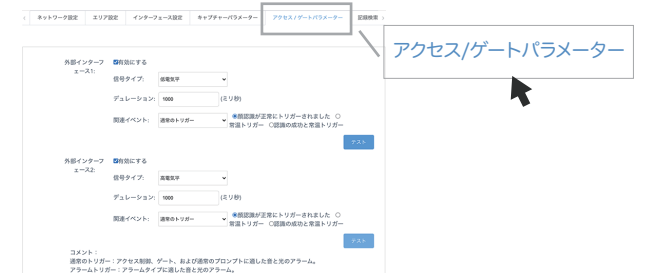 ‹ ネットワーク設定 エリア設定 インターフェース設定 キャプチャーパラメーター アクセス/ゲートパラメーター 記録検索 ›
アクセス/ゲートパラメーター
外部インターフ
ェース1:
有効にする
信号タイプ: 低電気平
デュレーション: 1000 (ミリ秒)
関連イベント: 通常のトリガー 顔認識が正常にトリガーされました
常温トリガー 認識の成功と常温トリガー
テスト
外部インターフ
ェース2:
有効にする
信号タイプ: 高電気平
デュレーション: 1000 (ミリ秒)
関連イベント: 通常のトリガー 顔認識が正常にトリガーされました
常温トリガー 認識の成功と常温トリガー
テスト
コメント：
通常のトリガー：アクセス制御、ゲート、および通常のプロンプトに適した音と光のアラーム。
アラームトリガー：アラームタイプに適した音と光のアラーム。